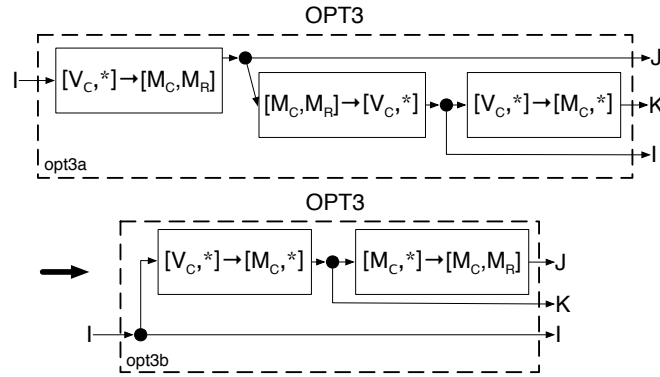 OPT3
I [V_C,*]→[M_C,M_R] J
[M_C,M_R]→[V_C,*] [V_C,*]→[M_C,*] K
I
opt3a
OPT3
[V_C,*]→[M_C,*] [M_C,*]→[M_C,M_R] J
K
I I
opt3b